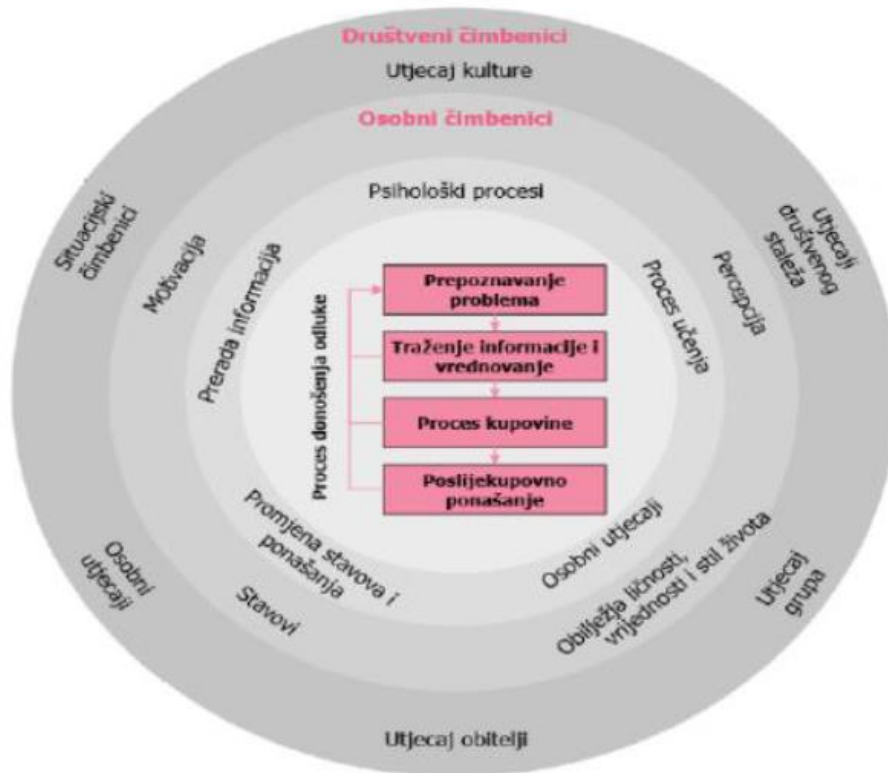 Društveni čimbenici
Utjecaj kulture
Osobni čimbenici
Psihološki procesi
Situacijski
čimbenici
Motivacija
Prerada informacija
Proces učenja
Percepcija
Utjecaji
društvenog
staleža
Proces donošenja odluke
Prepoznavanje
problema
Traženje informacije i
vrednovanje
Proces kupovine
Poslijekupovno
ponašanje
Promjena stavova i
ponašanja
Osobni utjecaji
Osobni
utjecaji
Stavovi
Obilježja ličnosti,
vrijednosti i stil života
Utjecaj
grupa
Utjecaj obitelji